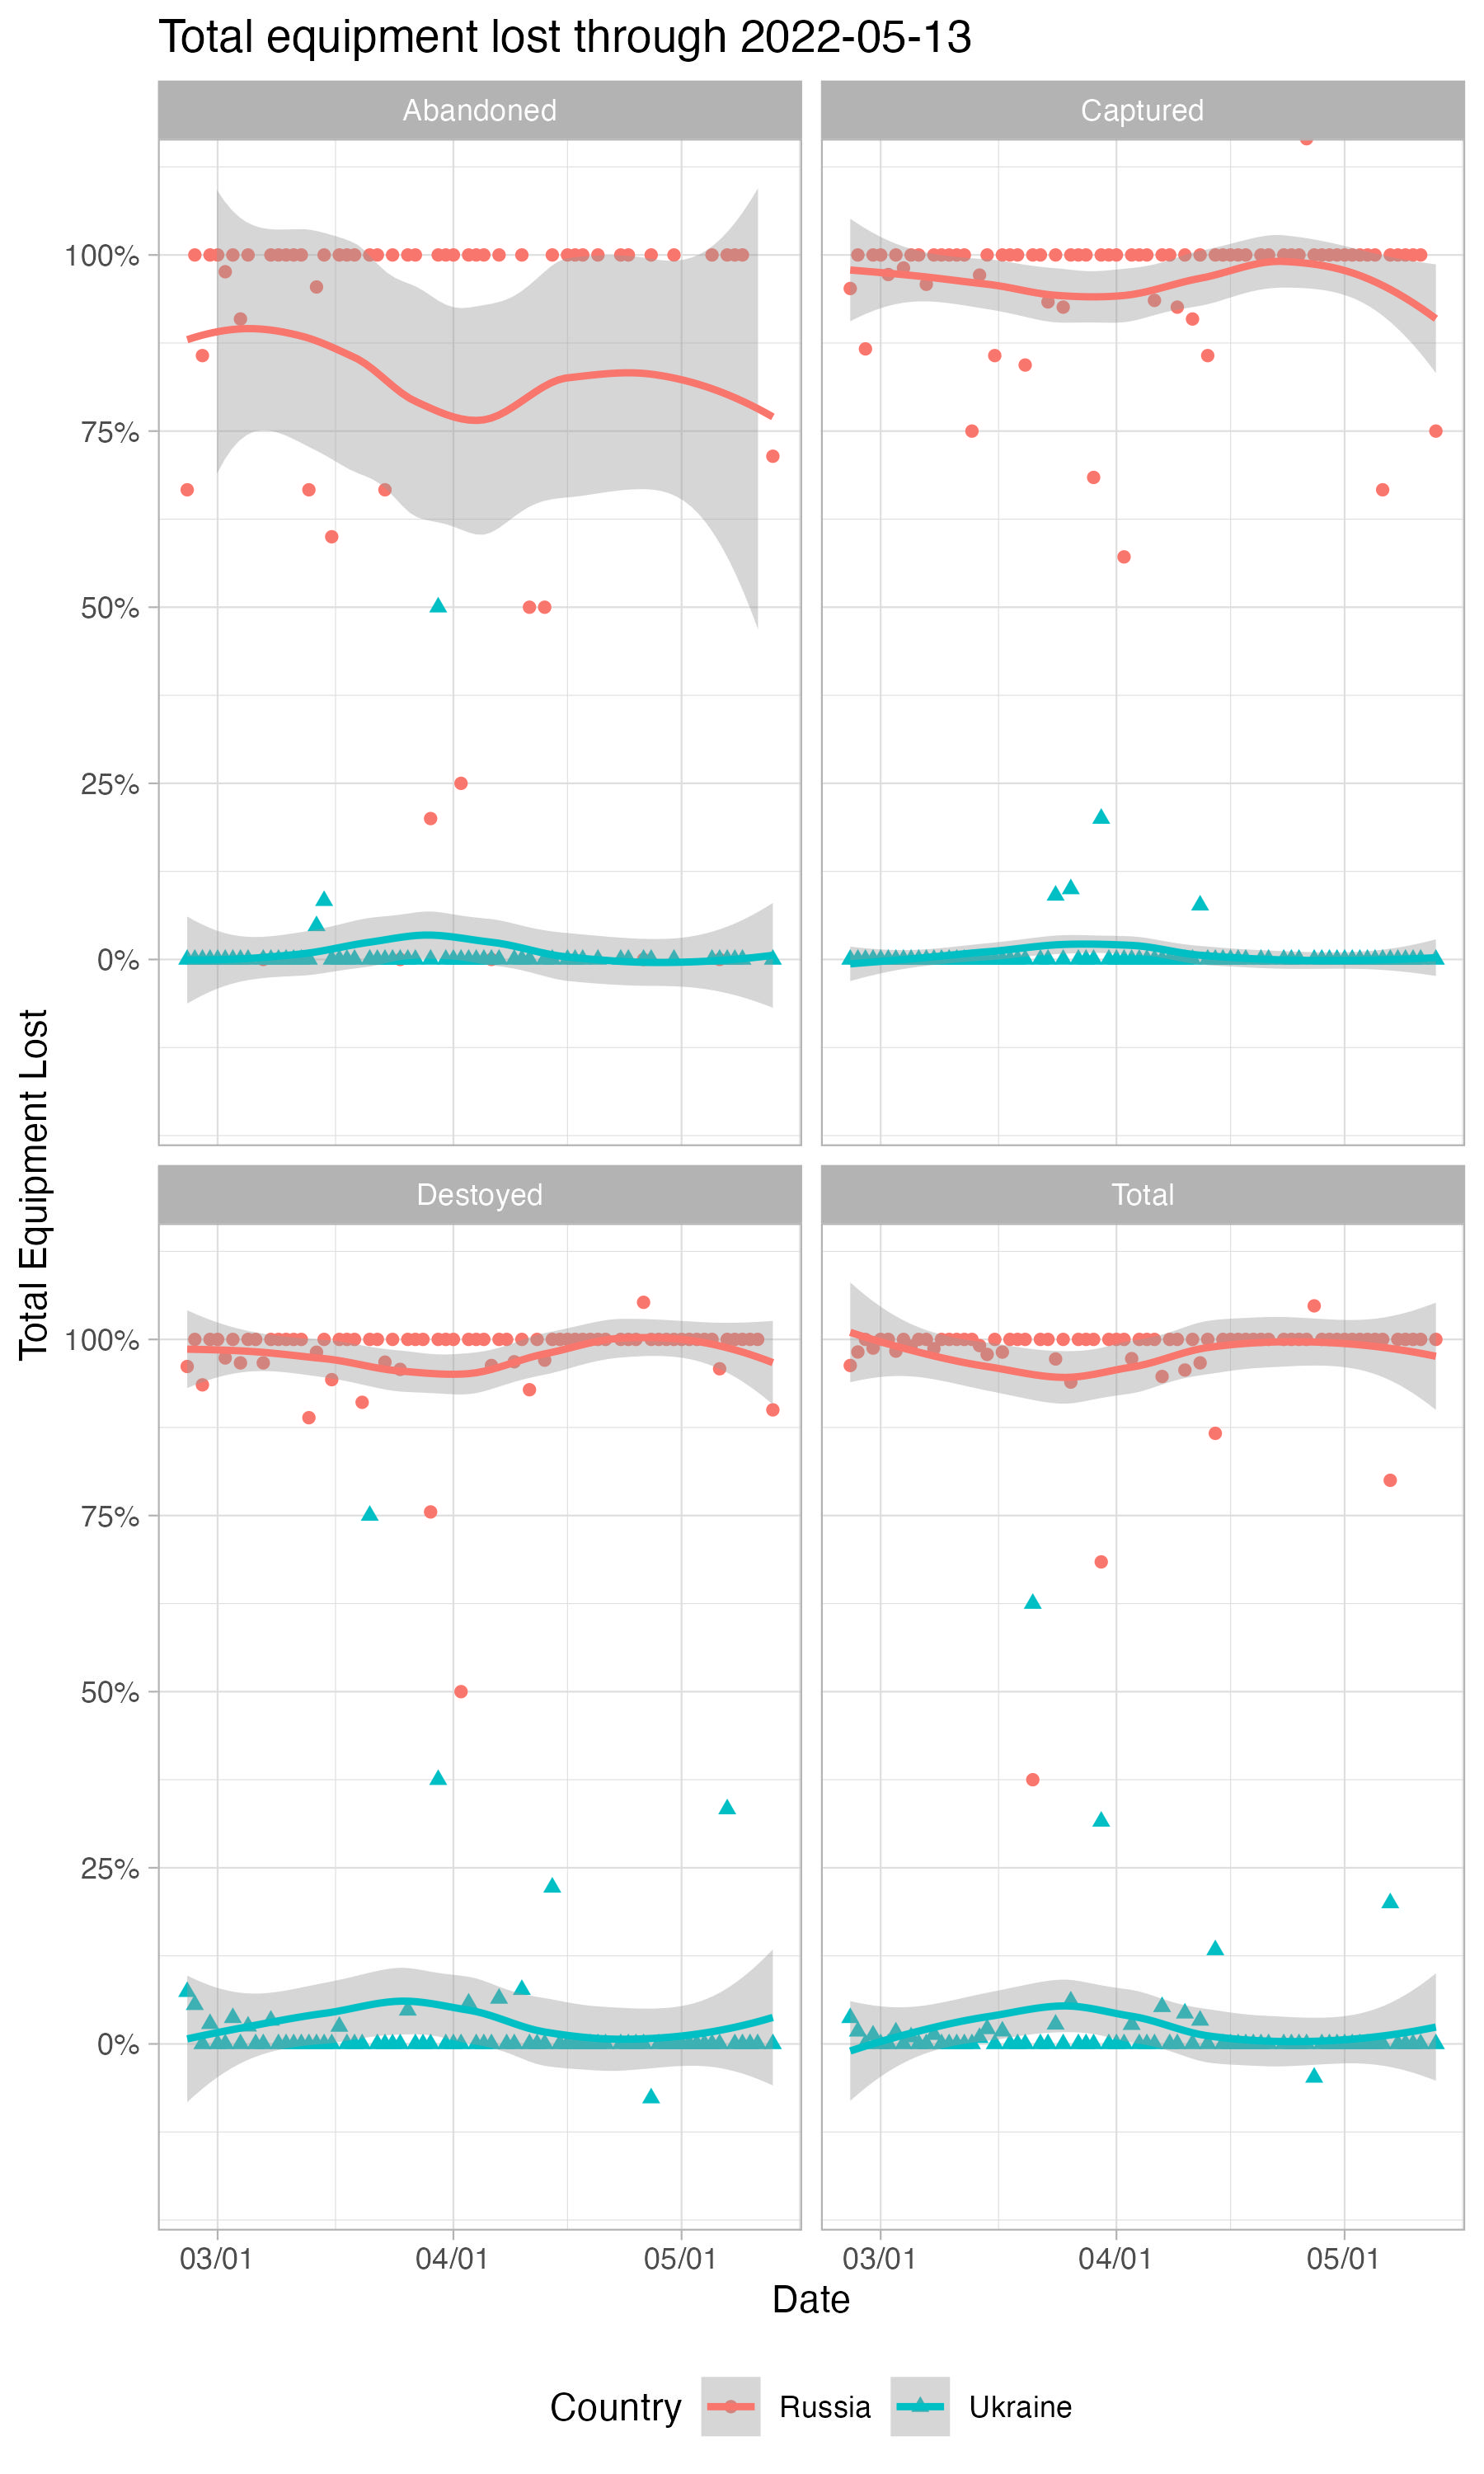 Total equipment lost through 2022-05-13
Abandoned
Captured
100%
75%
50%
25%
0%
Total Equipment Lost
Destoyed
Total
100%
75%
50%
25%
0%
03/01
04/01
05/01
03/01
04/01
05/01
Date
Country
Russia
Ukraine